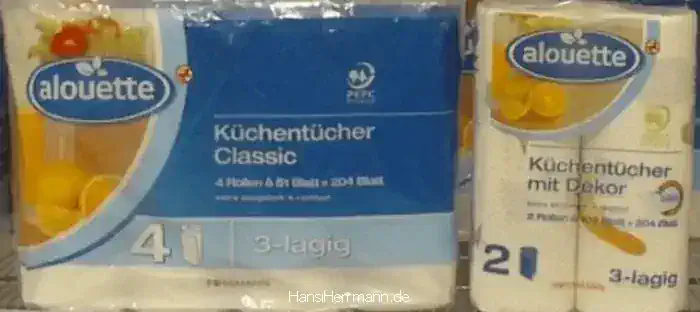 alouette
PEFC
Küchentücher
Classic
4 Rollen à 51 Blatt = 204 Blatt
4
3-lagig
alouette
Küchentücher
mit Dekor
2
3-lagig
HansiHerrmann.de